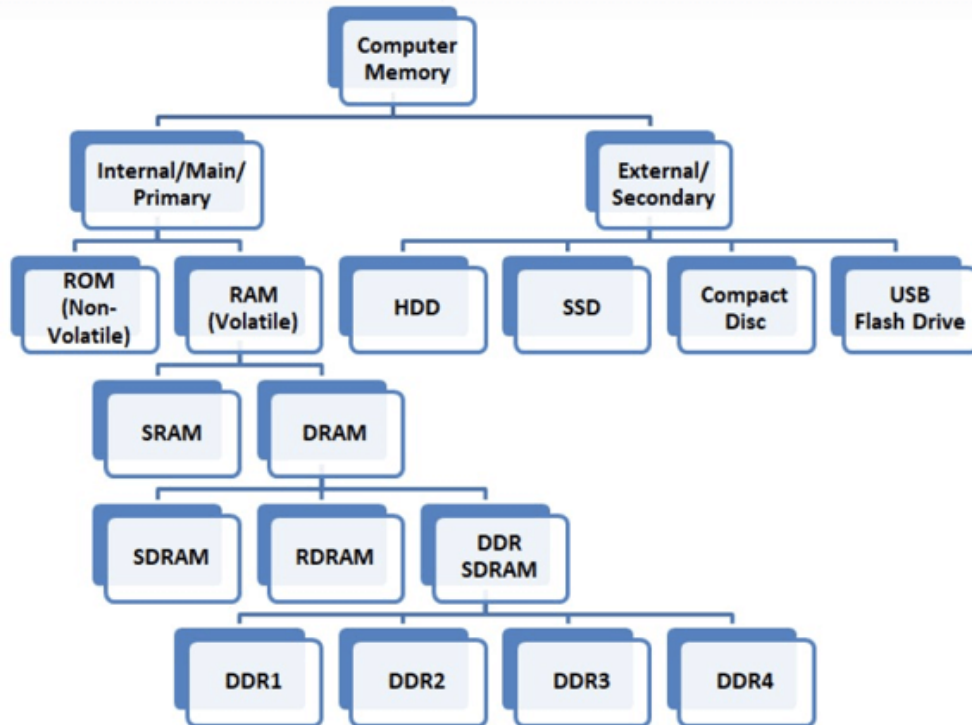 Computer
Memory
Internal/Main/
Primary
External/
Secondary
ROM
(Non-
Volatile)
RAM
(Volatile)
HDD
SSD
Compact
Disc
USB
Flash Drive
SRAM
DRAM
SDRAM
RDRAM
DDR
SDRAM
DDR1
DDR2
DDR3
DDR4